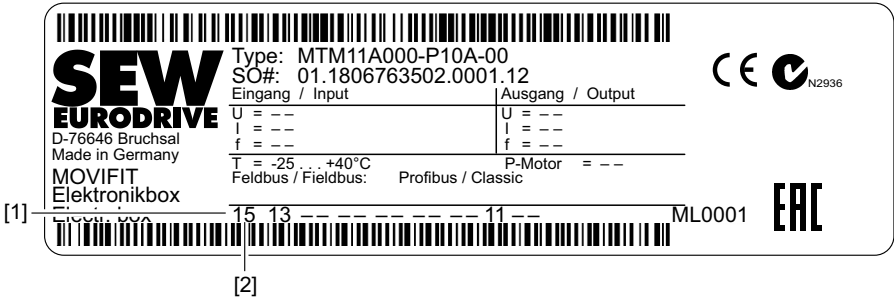 SEW
EURODRIVE
D-76646 Bruchsal
Made in Germany
MOVIFIT
Elektronikbox
Electr. box
Type: MTM11A000-P10A-00
SO#: 01.1806763502.0001.12
Eingang / Input
U = – –
I = – –
f = – –
Ausgang / Output
U = – –
I = – –
f = – –
T = -25 . . . +40°C
P-Motor = – –
Feldbus / Fieldbus: Profibus / Classic
15 13 – – – – – – – – – – 11 – –
ML0001
CE
N2936
EAC
[1]
[2]